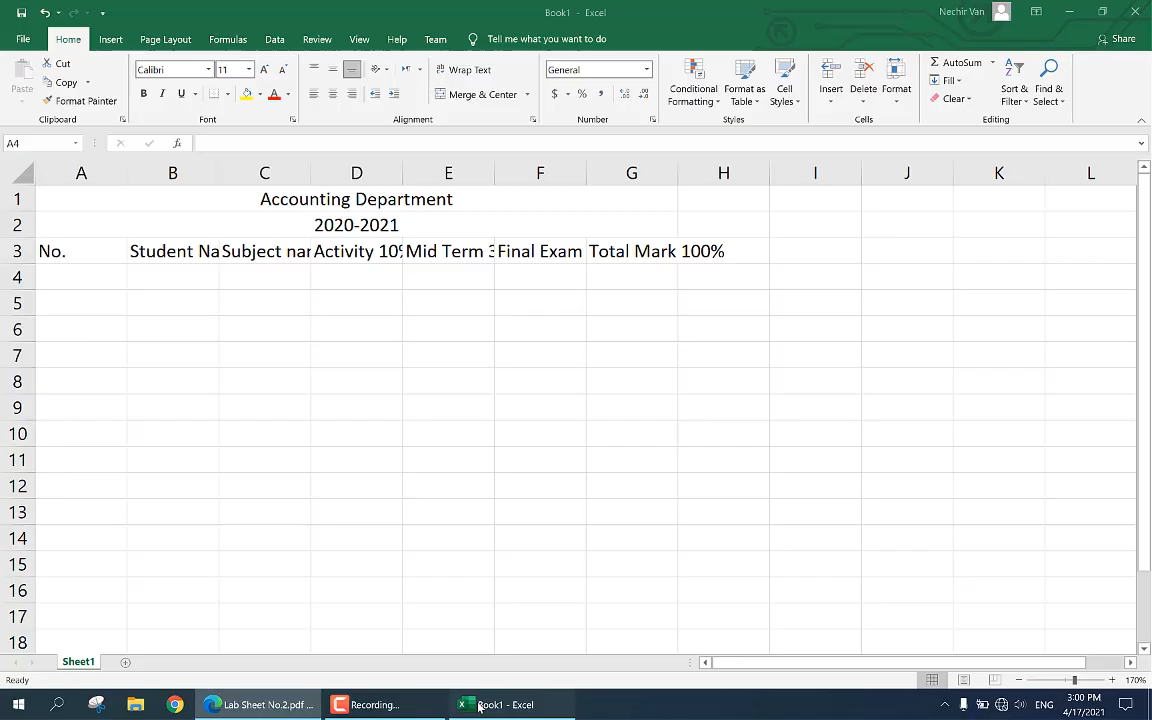 Book1 - Excel
Nechir Van
File Home Insert Page Layout Formulas Data Review View Help Team Tell me what you want to do Share
Paste Cut Copy Format Painter Clipboard
Calibri 11 B I U A Font
Wrap Text Merge & Center Alignment
General $ % , Number
Conditional Formatting Format as Table Cell Styles Styles
Insert Delete Format Cells
AutoSum Fill Clear Sort & Filter Find & Select Editing
A4 fx
A B C D E F G H I J K L
1 Accounting Department
2 2020-2021
3 No. Student Na Subject nar Activity 10% Mid Term 3 Final Exam Total Mark 100%
4
5
6
7
8
9
10
11
12
13
14
15
16
17
18
Sheet1
Ready 170%
Lab Sheet No.2.pdf ... Recording... Book1 - Excel ENG 3:00 PM
4/17/2021